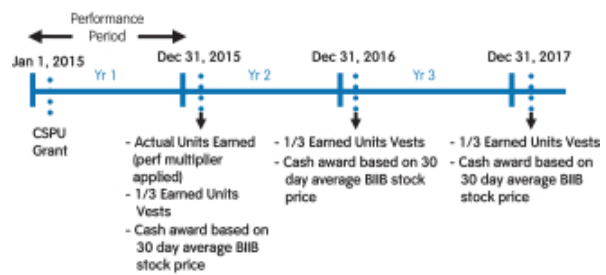 Performance
Period
Jan 1, 2015
Dec 31, 2015
Dec 31, 2016
Dec 31, 2017
Yr 1
Yr 2
Yr 3
CSPU
Grant
- Actual Units Earned
(perf multiplier
applied)
- 1/3 Earned Units
Vests
- Cash award based on
30 day average BIIB
stock price
- 1/3 Earned Units Vests
- Cash award based on 30
day average BIIB stock
price
- 1/3 Earned Units Vests
- Cash award based on
30 day average BIIB
stock price